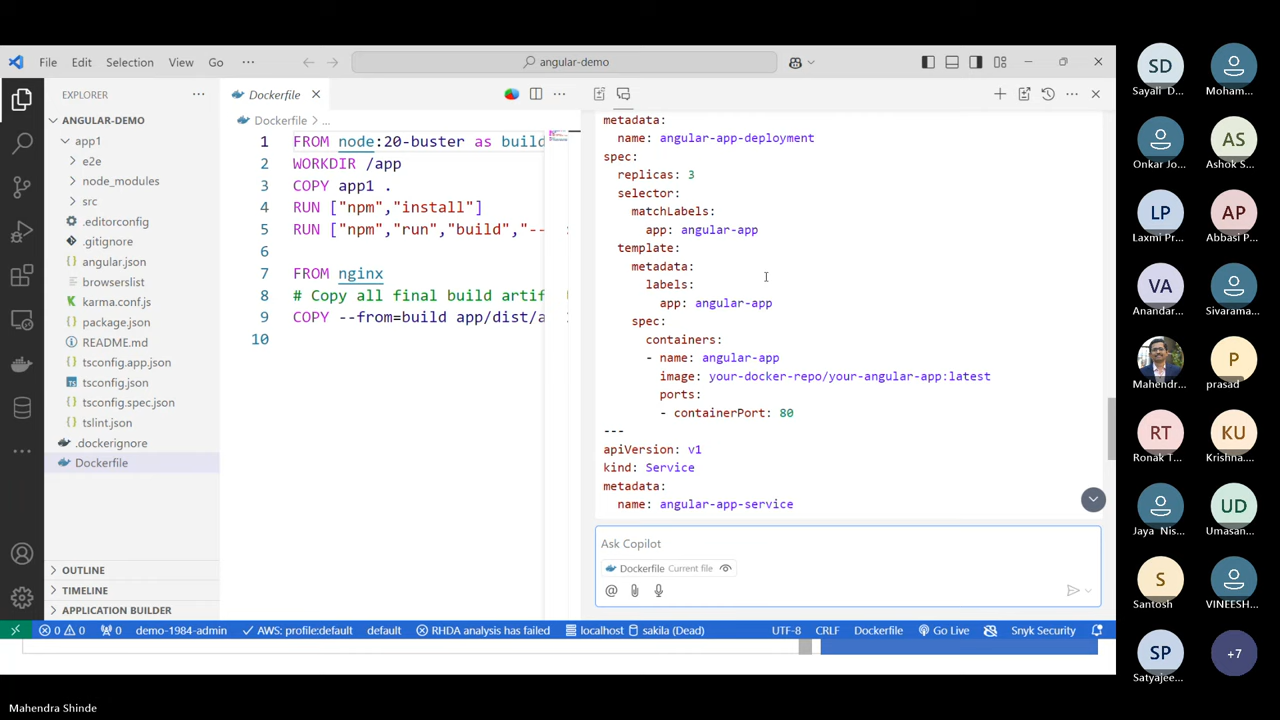 File Edit Selection View Go ··· angular-demo
EXPLORER ···
ANGULAR-DEMO
app1
e2e
node_modules
src
.editorconfig
.gitignore
angular.json
browserslist
karma.conf.js
package.json
README.md
tsconfig.app.json
tsconfig.json
tsconfig.spec.json
tslint.json
.dockerignore
Dockerfile
OUTLINE
TIMELINE
APPLICATION BUILDER
Dockerfile
Dockerfile > ...
1 FROM node:20-buster as build
2 WORKDIR /app
3 COPY app1 .
4 RUN ["npm","install"]
5 RUN ["npm","run","build","--
6
7 FROM nginx
8 # Copy all final build artif
9 COPY --from=build app/dist/a
10
metadata:
name: angular-app-deployment
spec:
replicas: 3
selector:
matchLabels:
app: angular-app
template:
metadata:
labels:
app: angular-app
spec:
containers:
- name: angular-app
image: your-docker-repo/your-angular-app:latest
ports:
- containerPort: 80
---
apiVersion: v1
kind: Service
metadata:
name: angular-app-service
Ask Copilot
Dockerfile Current file
0 0 0 demo-1984-admin AWS: profile:default default RHDA analysis has failed localhost sakila (Dead) UTF-8 CRLF Dockerfile Go Live Snyk Security
SD
Sayali D...
Moham...
Onkar Jo...
AS
Ashok S...
LP
Laxmi Pr...
AP
Abbasi P...
VA
Anandar...
Sivarama...
Mahendr...
P
prasad
RT
Ronak T...
KU
Krishna...
Jaya Nis...
UD
Umasan...
S
Santosh
VINEESH...
SP
Satyajee...
+7
Mahendra Shinde